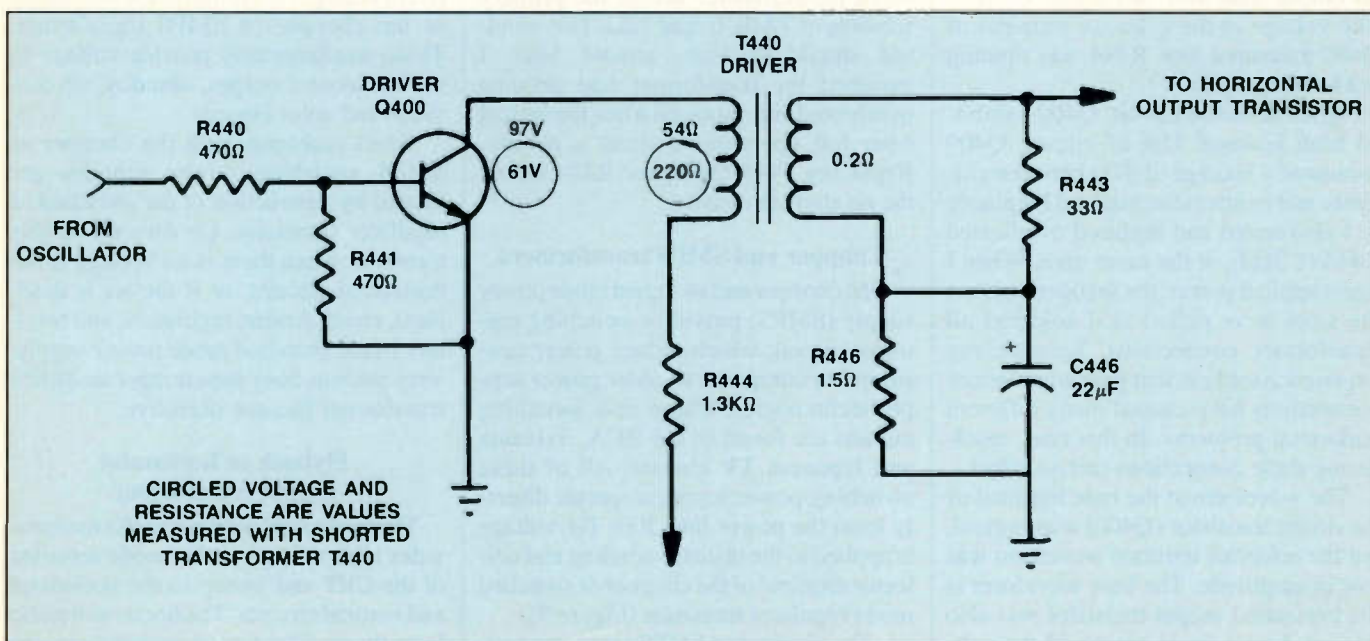 T440
DRIVER
DRIVER
Q400
TO HORIZONTAL
OUTPUT TRANSISTOR
R440
470Ω
97V
61V
54Ω
220Ω
0.2Ω
R443
33Ω
FROM
OSCILLATOR
R441
470Ω
R444
1.3KΩ
R446
1.5Ω
+
C446
22µF
CIRCLED VOLTAGE AND
RESISTANCE ARE VALUES
MEASURED WITH SHORTED
TRANSFORMER T440